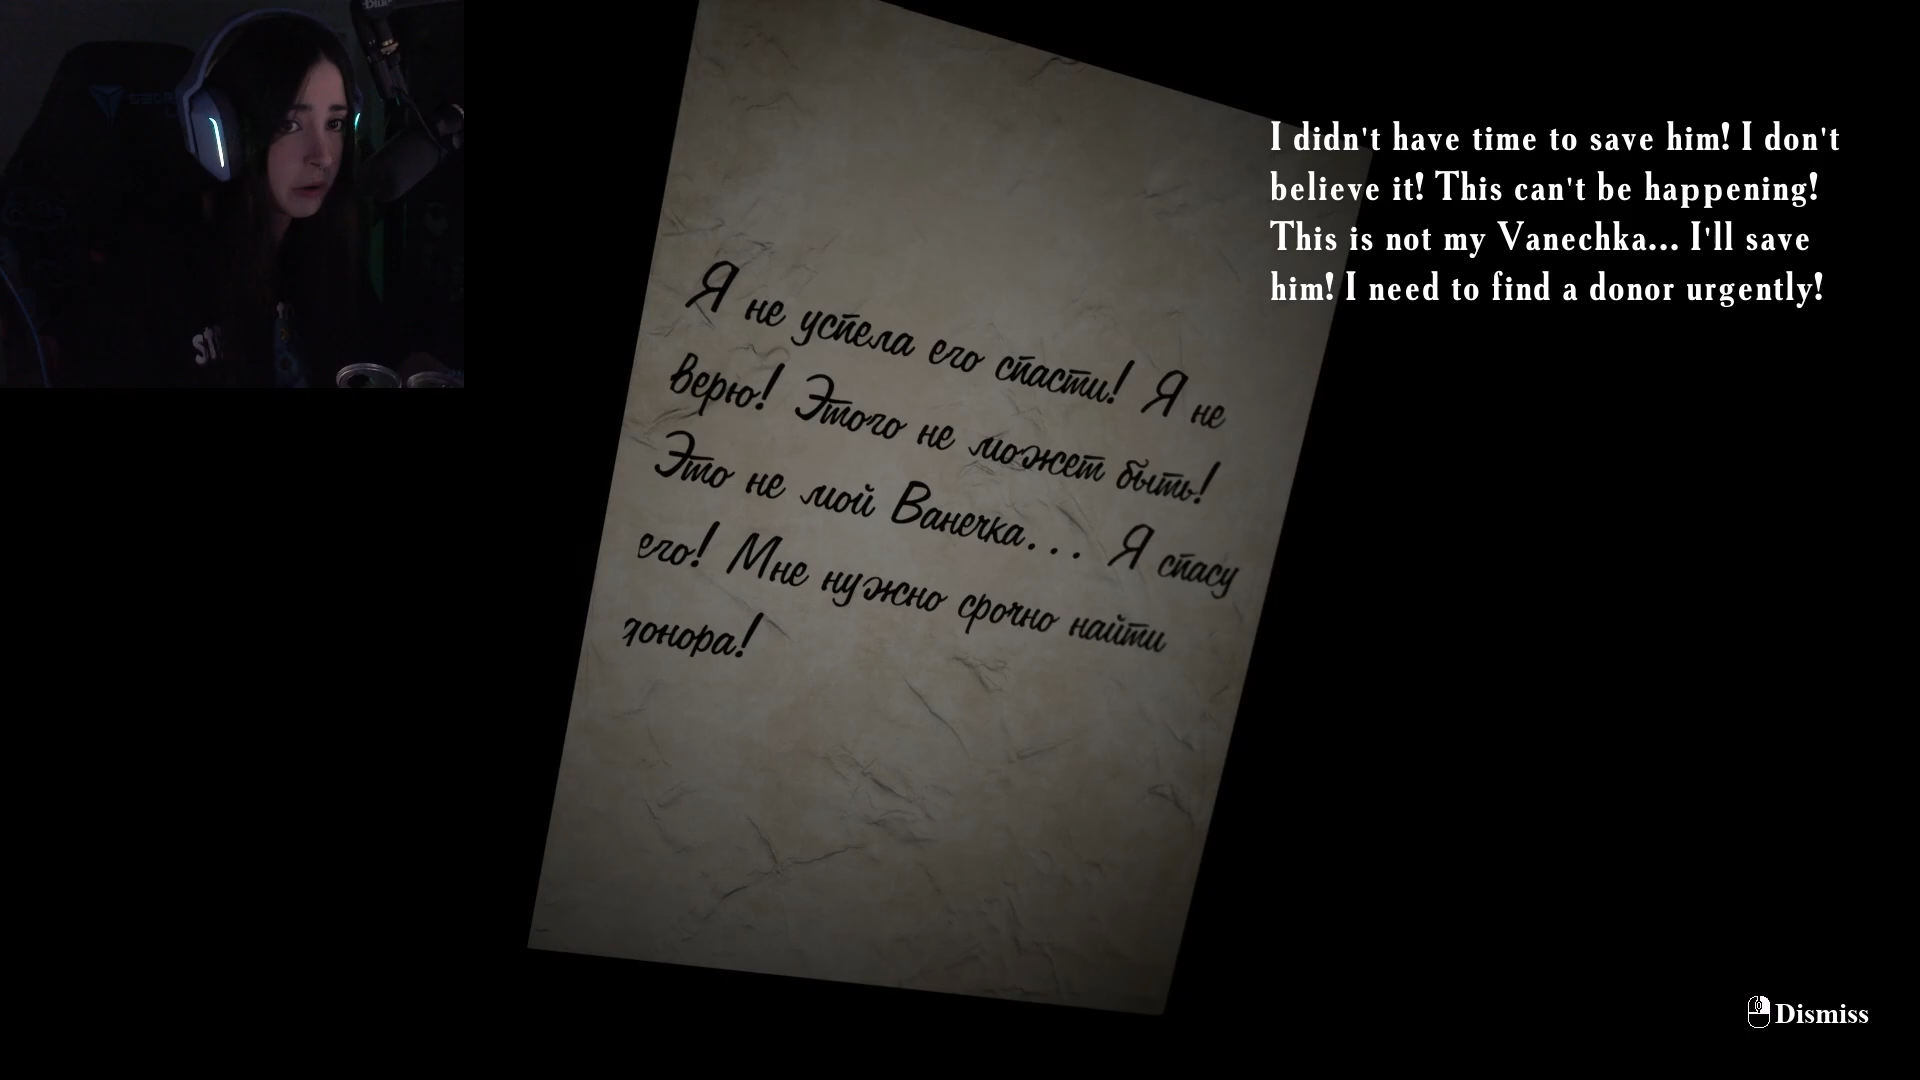 I didn't have time to save him! I don't
believe it! This can't be happening!
This is not my Vanechka... I'll save
him! I need to find a donor urgently!
Я не успела его спасти! Я не
верю! Этого не может быть!
Это не мой Ванечка... Я спасу
его! Мне нужно срочно найти
донора!
Dismiss